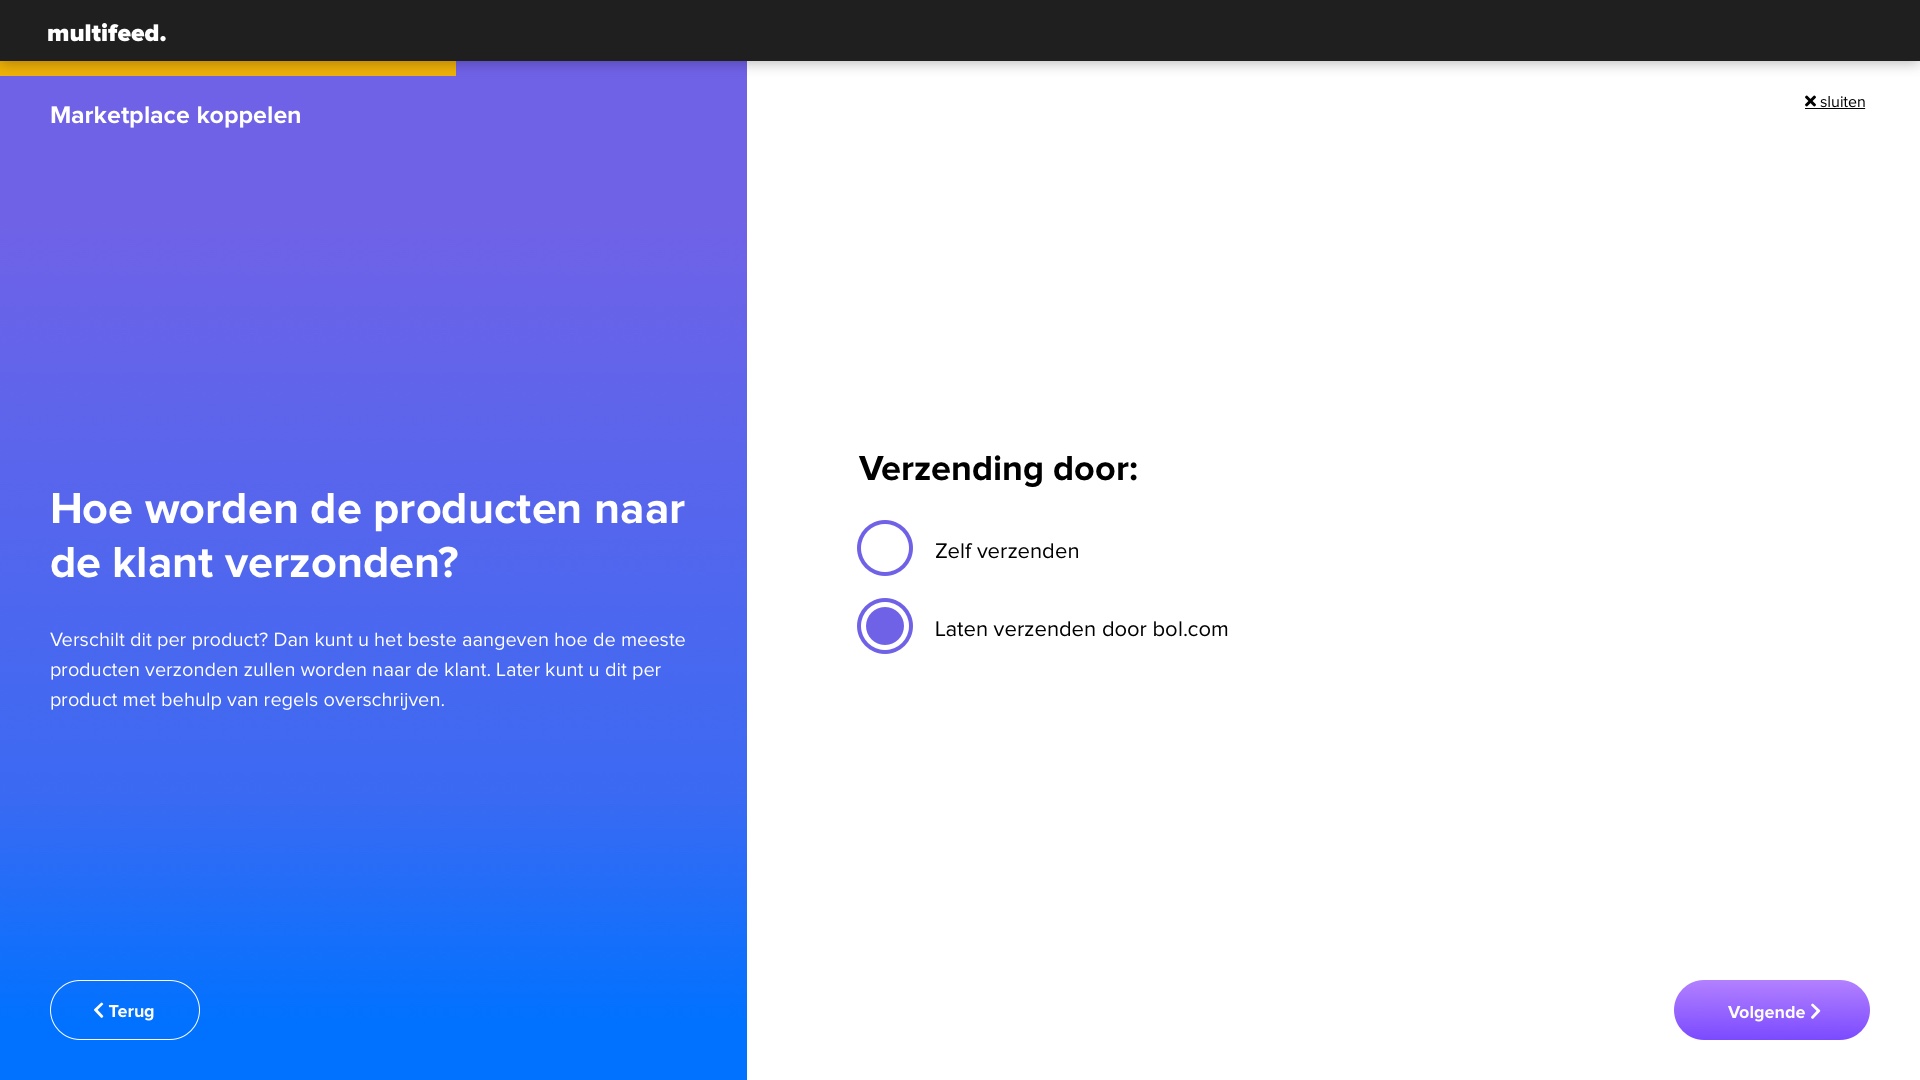 multifeed.
Marketplace koppelen
sluiten
Hoe worden de producten naar
de klant verzonden?
Verschilt dit per product? Dan kunt u het beste aangeven hoe de meeste
producten verzonden zullen worden naar de klant. Later kunt u dit per
product met behulp van regels overschrijven.
Verzending door:
Zelf verzenden
Laten verzenden door bol.com
Terug
Volgende